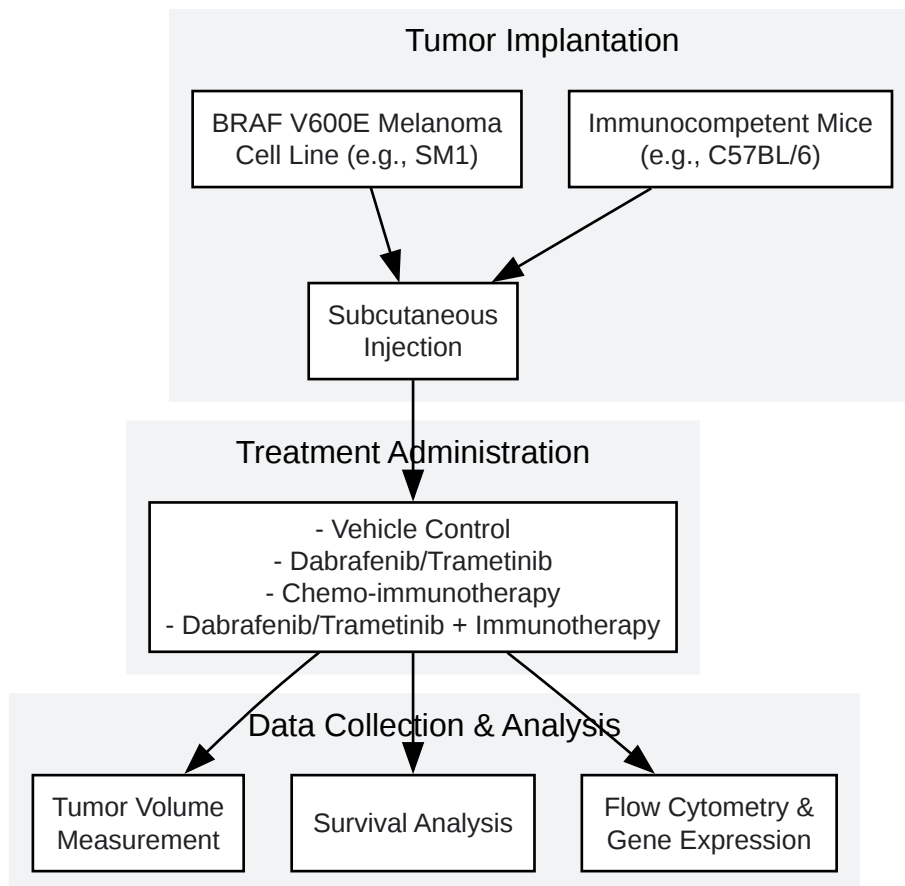 Tumor Implantation
BRAF V600E Melanoma
Cell Line (e.g., SM1)
Immunocompetent Mice
(e.g., C57BL/6)
Subcutaneous
Injection
Treatment Administration
- Vehicle Control
- Dabrafenib/Trametinib
- Chemo-immunotherapy
- Dabrafenib/Trametinib + Immunotherapy
Data Collection & Analysis
Tumor Volume
Measurement
Survival Analysis
Flow Cytometry &
Gene Expression